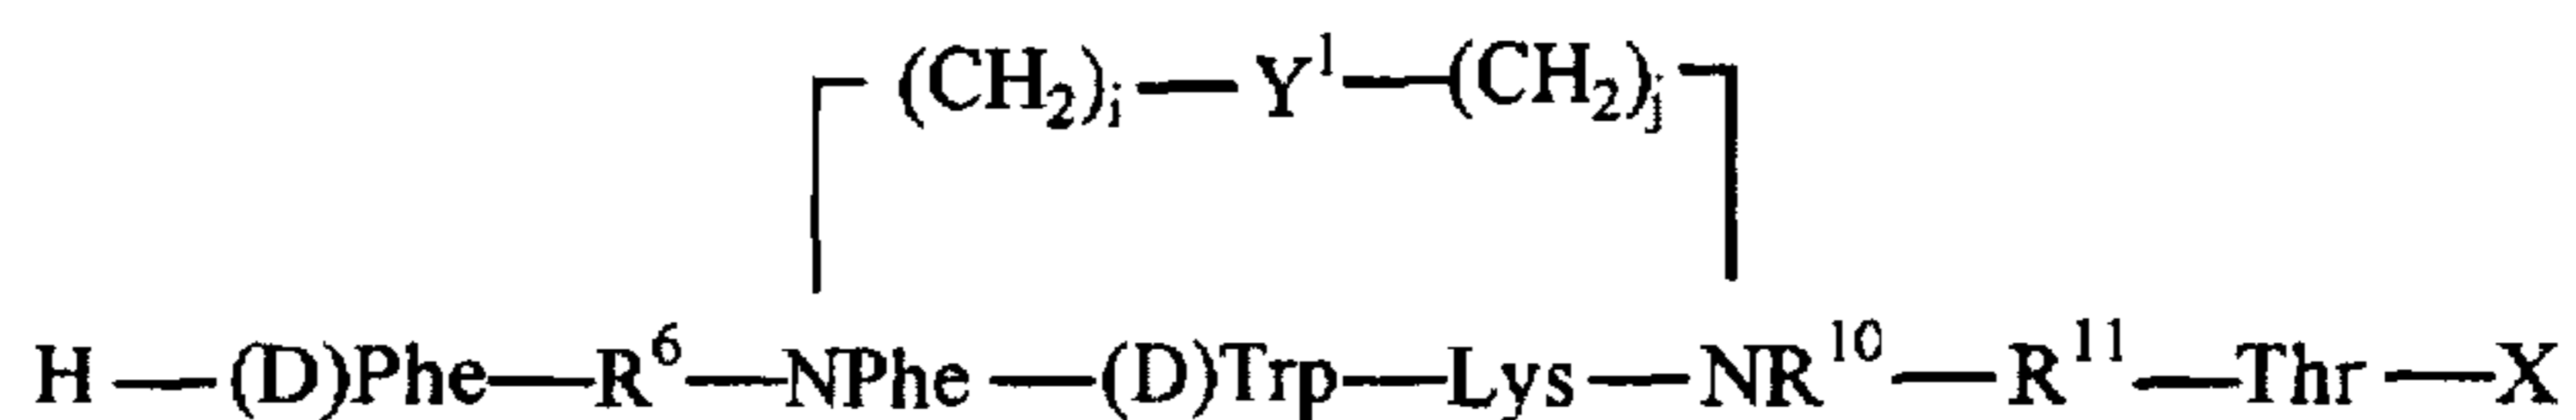 (CH₂)ᵢ—Y¹—(CH₂)ⱼ
H—(D)Phe—R⁶—NPhe—(D)Trp—Lys—NR¹⁰—R¹¹—Thr—X